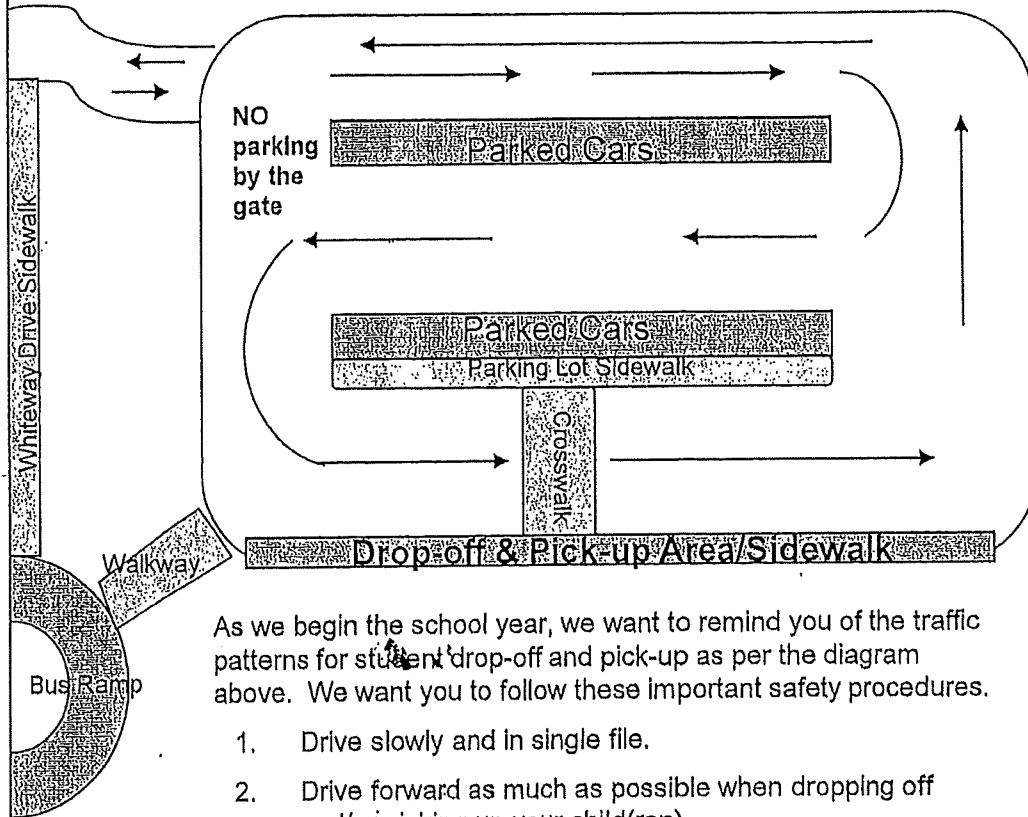 NO
parking
by the
gate
Parked Cars
Whiteway Drive Sidewalk
Parked Cars
Parking Lot Sidewalk
Crosswalk
Drop-off & Pick-up Area/Sidewalk
Walkway
Bus Ramp
As we begin the school year, we want to remind you of the traffic
patterns for student drop-off and pick-up as per the diagram
above. We want you to follow these important safety procedures.
1. Drive slowly and in single file.
2. Drive forward as much as possible when dropping off
your child(ren)